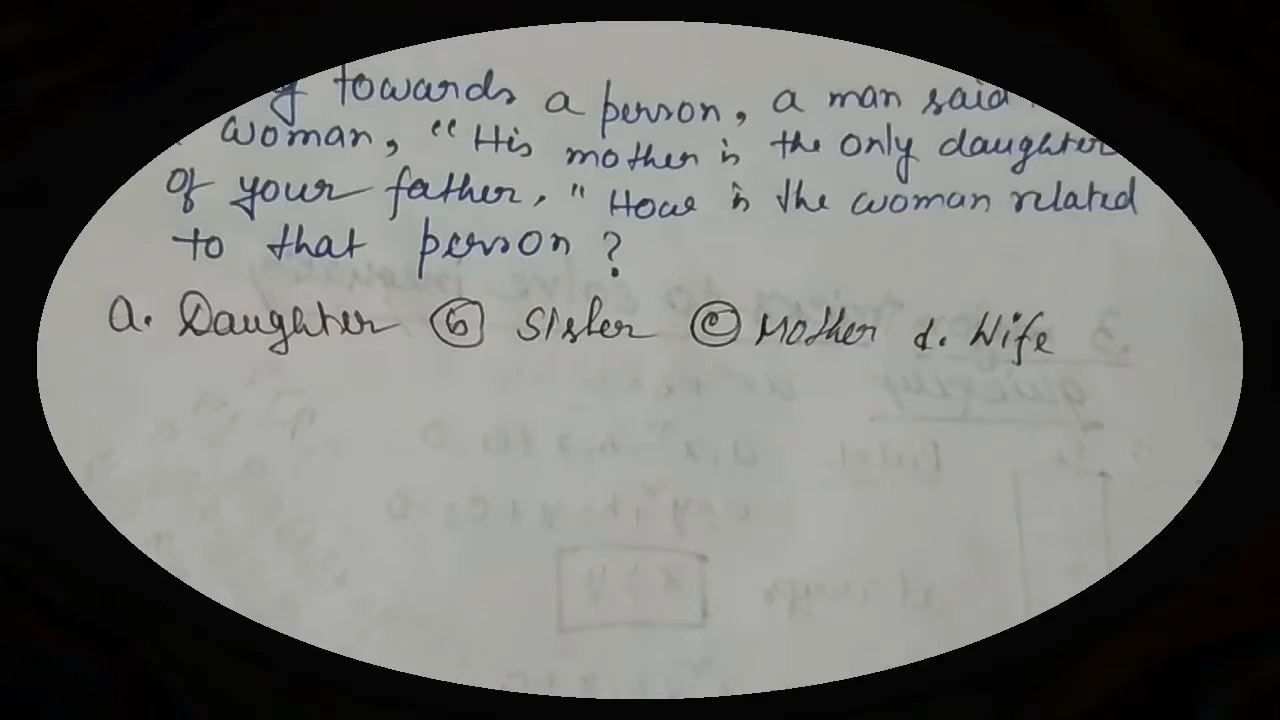 towards a person, a man said
woman, "His mother is the only daughter
of your father," How is the woman related
to that person?
a. Daughter (b) Sister (c) Mother d. Wife